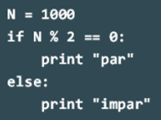 N = 1000
if N % 2 == 0:
    print "par"
else:
    print "impar"